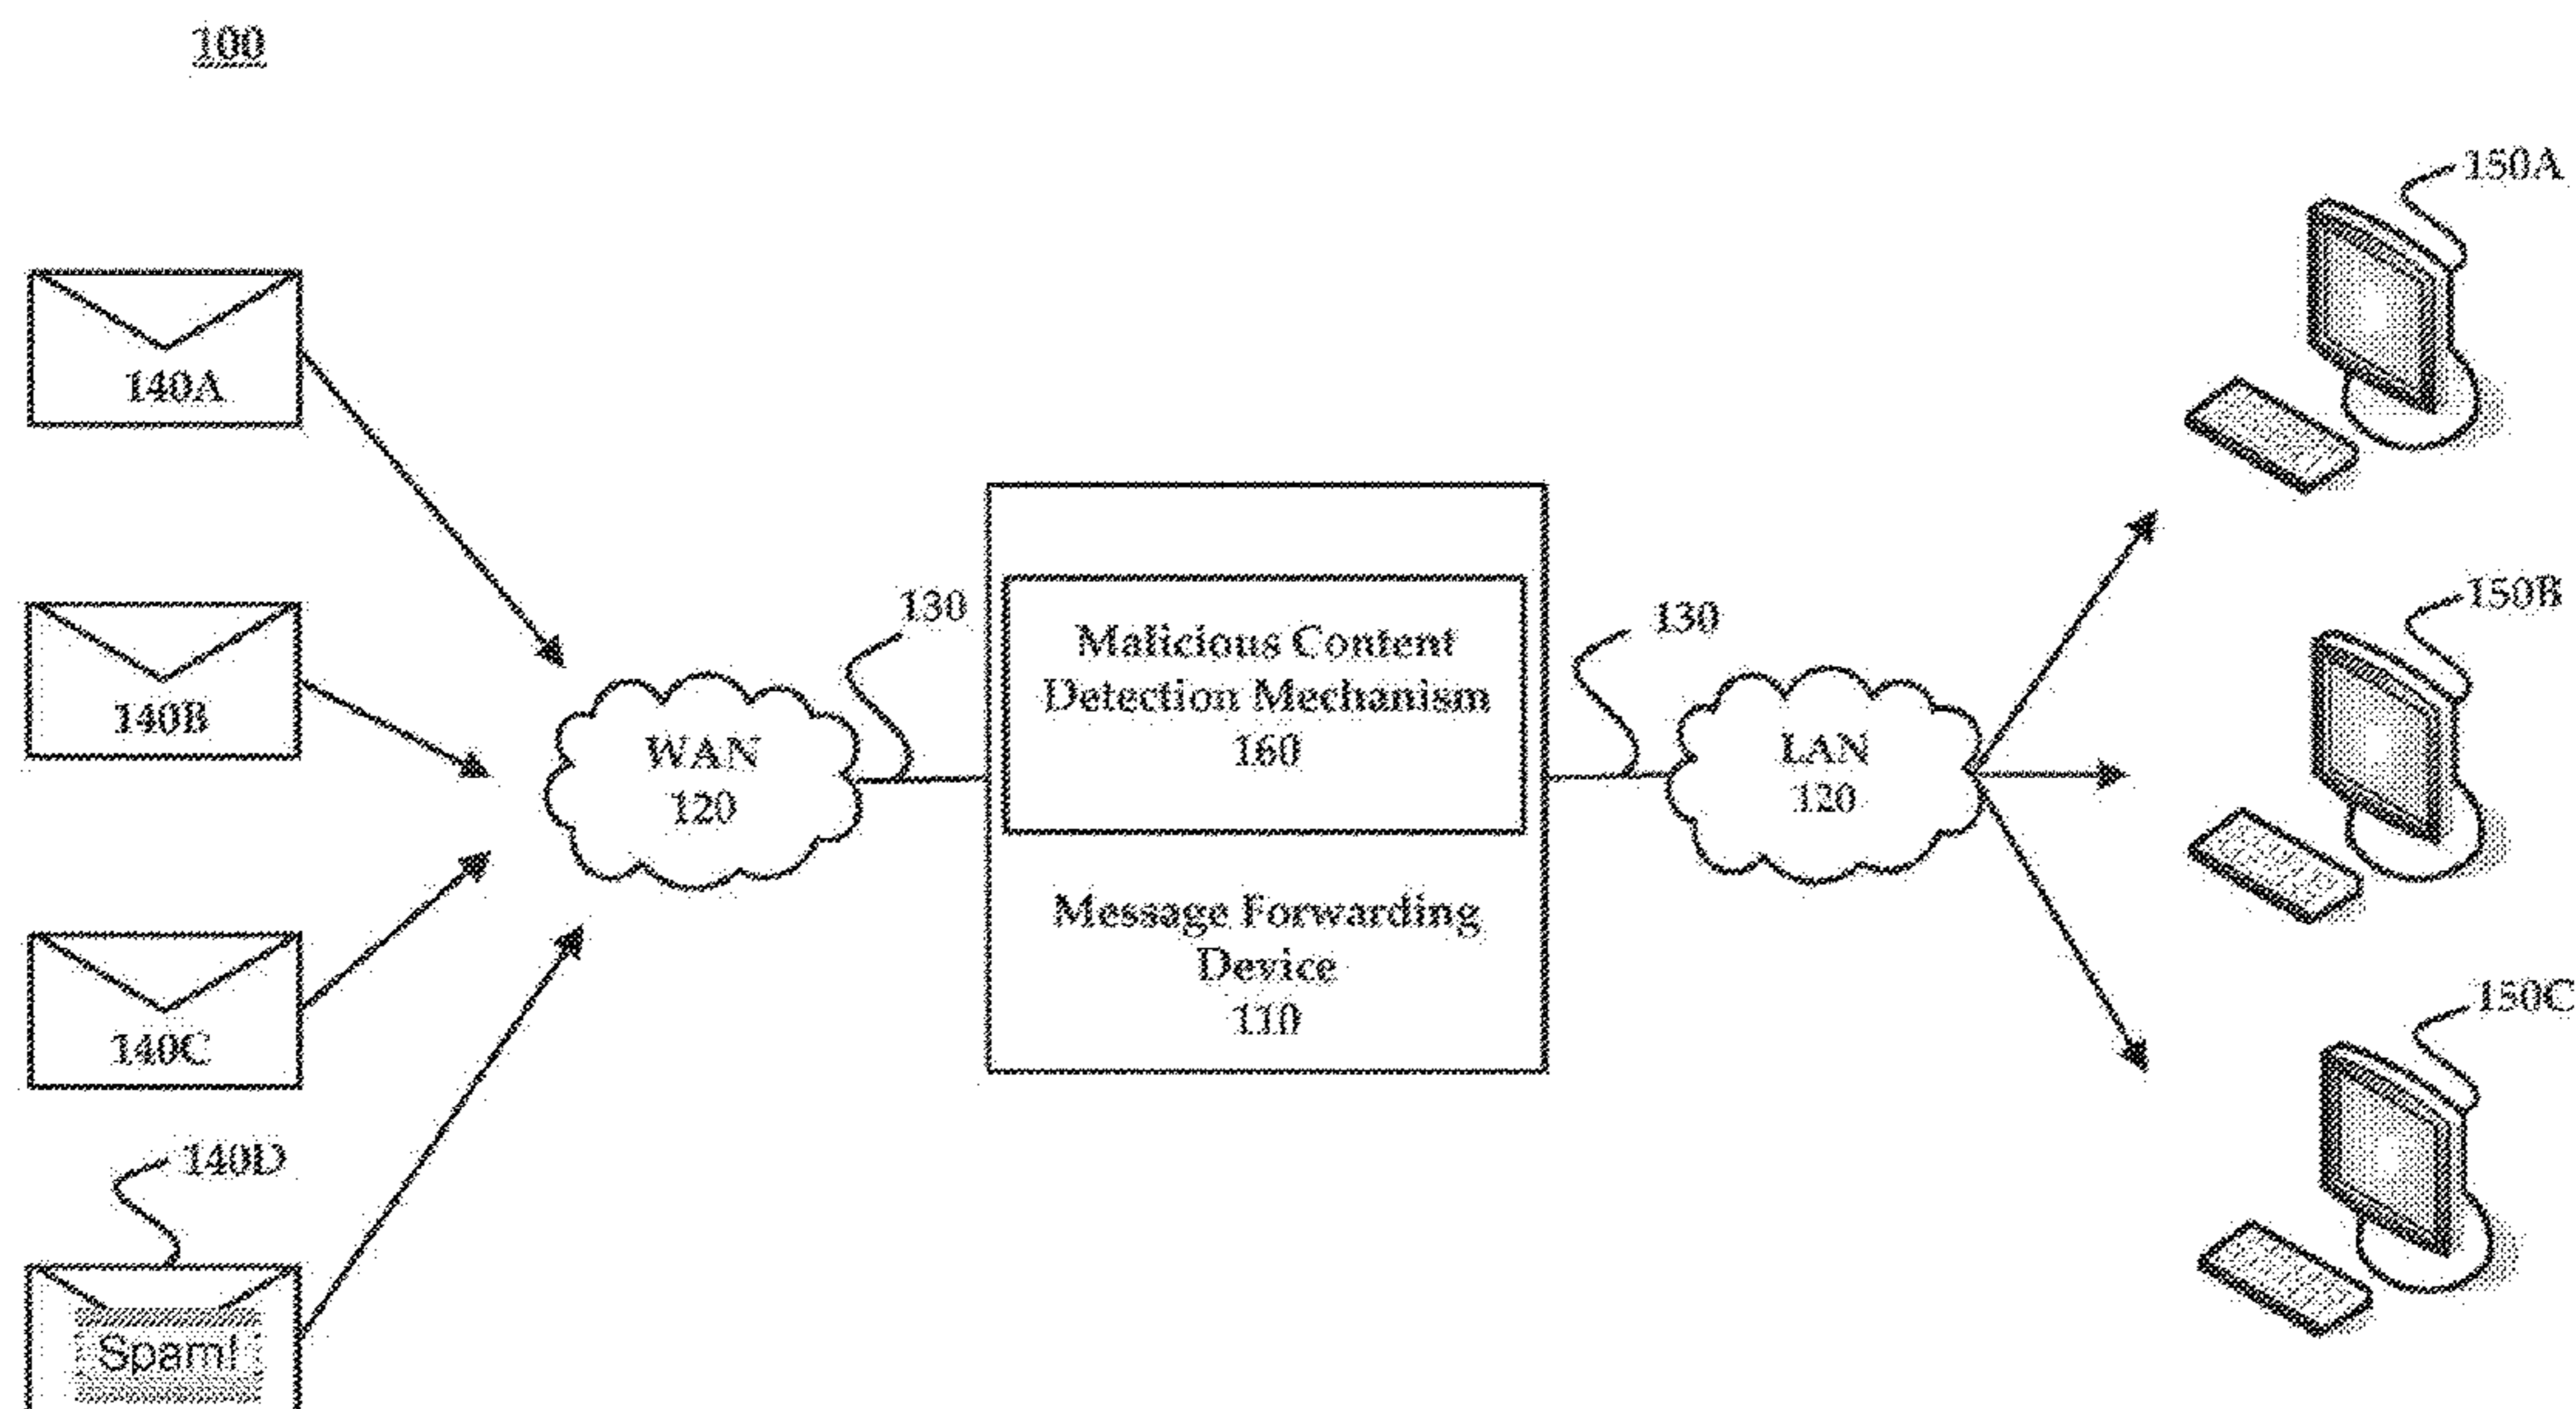 100
150A
140A
150B
130
130
Malicious Content
Detection Mechanism
160
140B
WAN
120
LAN
120
Message Forwarding
Device
110
150C
140C
140D
Spam!